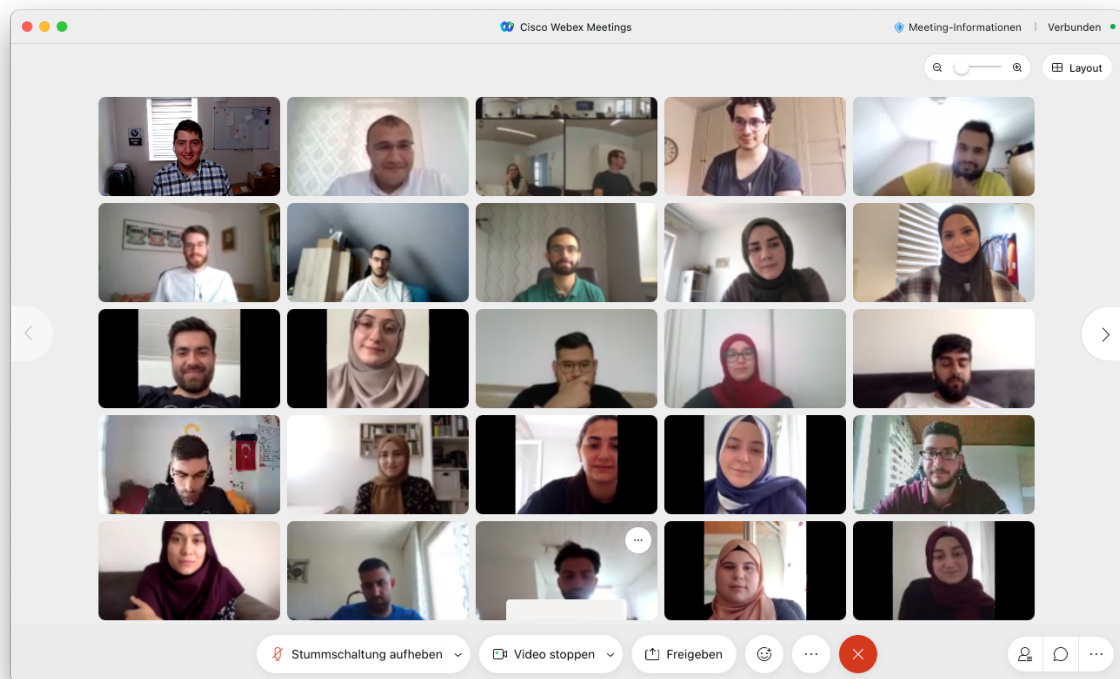 Cisco Webex Meetings
Meeting-Informationen
Verbunden
Layout
Stummschaltung aufheben
Video stoppen
Freigeben